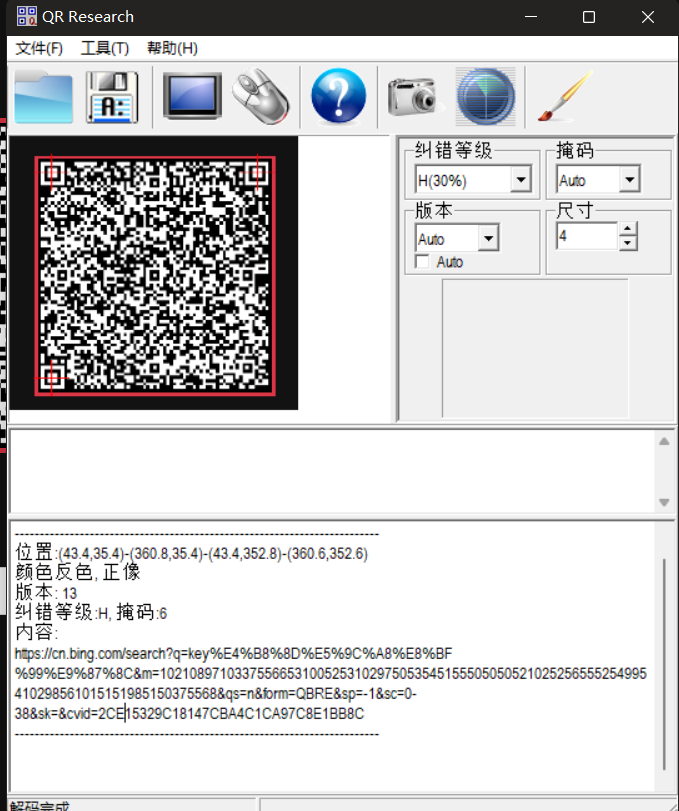 QR Research
文件(F) 工具(T) 帮助(H)
A:
纠错等级 掩码
H(30%) Auto
版本 尺寸
Auto 4
Auto
位置:(43.4,35.4)-(360.8,35.4)-(43.4,352.8)-(360.6,352.6)
颜色反色, 正像
版本: 13
纠错等级:H, 掩码:6
内容:
https://cn.bing.com/search?q=key%E4%B8%8D%E5%9C%A8%E8%BF
%99%E9%87%8C&m=10210897103375566531005253102975053545155505050521025256555254995
4102985610151519851503755​68&qs=n&form=QBRE&sp=-1&sc=0-
38&sk=&cvid=2CE15329C18147CBA4C1CA97C8E1BB8C
解码完成